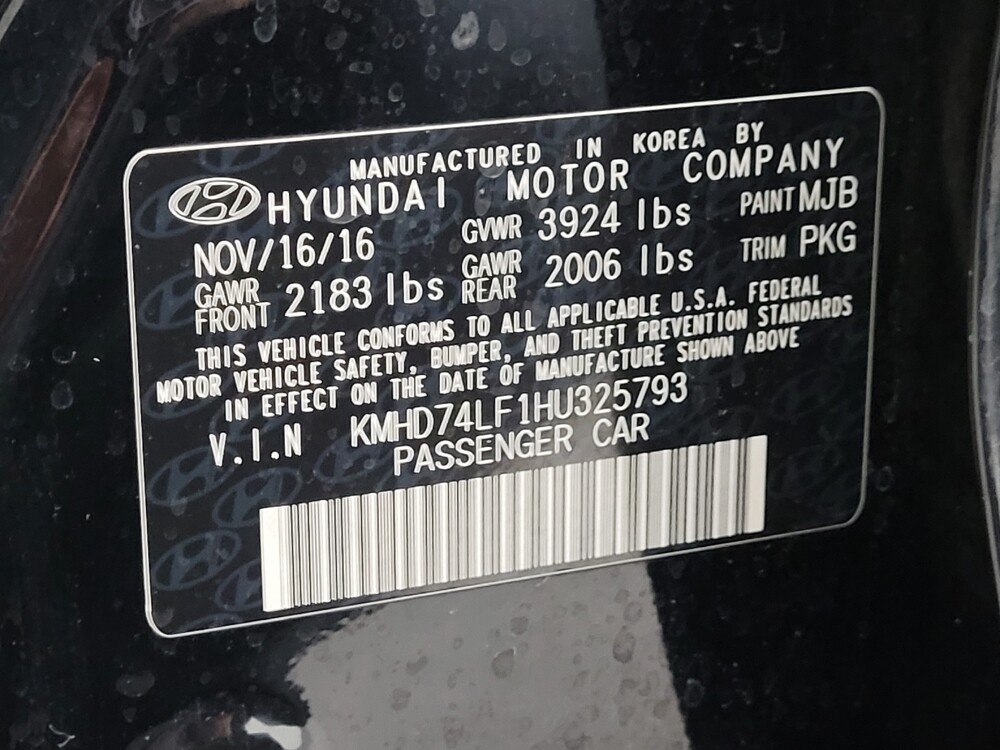 MANUFACTURED IN KOREA BY
HYUNDAI MOTOR COMPANY
NOV/16/16 GVWR 3924 lbs PAINT MJB
GAWR FRONT 2183 lbs GAWR REAR 2006 lbs TRIM PKG
THIS VEHICLE CONFORMS TO ALL APPLICABLE U.S.A. FEDERAL
MOTOR VEHICLE SAFETY, BUMPER, AND THEFT PREVENTION STANDARDS
IN EFFECT ON THE DATE OF MANUFACTURE SHOWN ABOVE
V.I.N KMHD74LF1HU325793
PASSENGER CAR